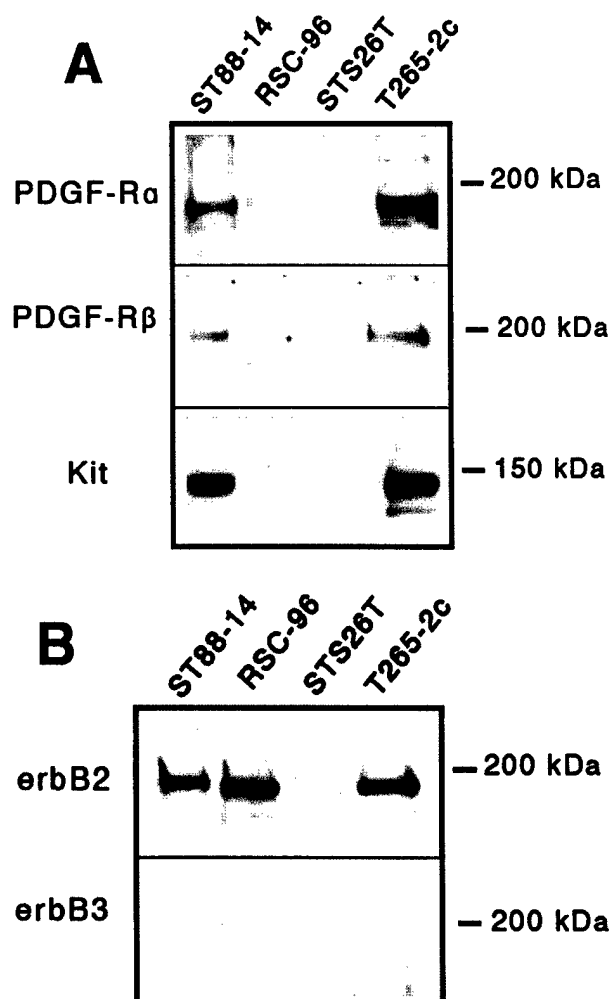 A
ST88-14 RSC-96 STS26T T265-2c
PDGF-Rα
200 kDa
PDGF-Rβ
200 kDa
Kit
150 kDa
B
ST88-14 RSC-96 STS26T T265-2c
erbB2
200 kDa
erbB3
200 kDa